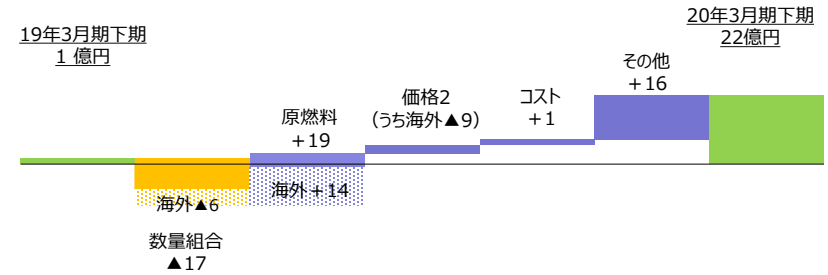 19年3月期下期
1 億円
数量組合
▲17
海外▲6
原燃料
＋19
海外＋14
価格2
（うち海外▲9）
コスト
＋1
その他
＋16
20年3月期下期
22億円